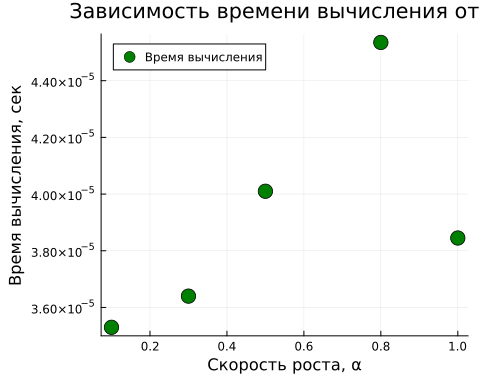 Зависимость времени вычисления от
Время вычисления
Время вычисления, сек
4.40×10⁻⁵
4.20×10⁻⁵
4.00×10⁻⁵
3.80×10⁻⁵
3.60×10⁻⁵
0.2 0.4 0.6 0.8 1.0
Скорость роста, α